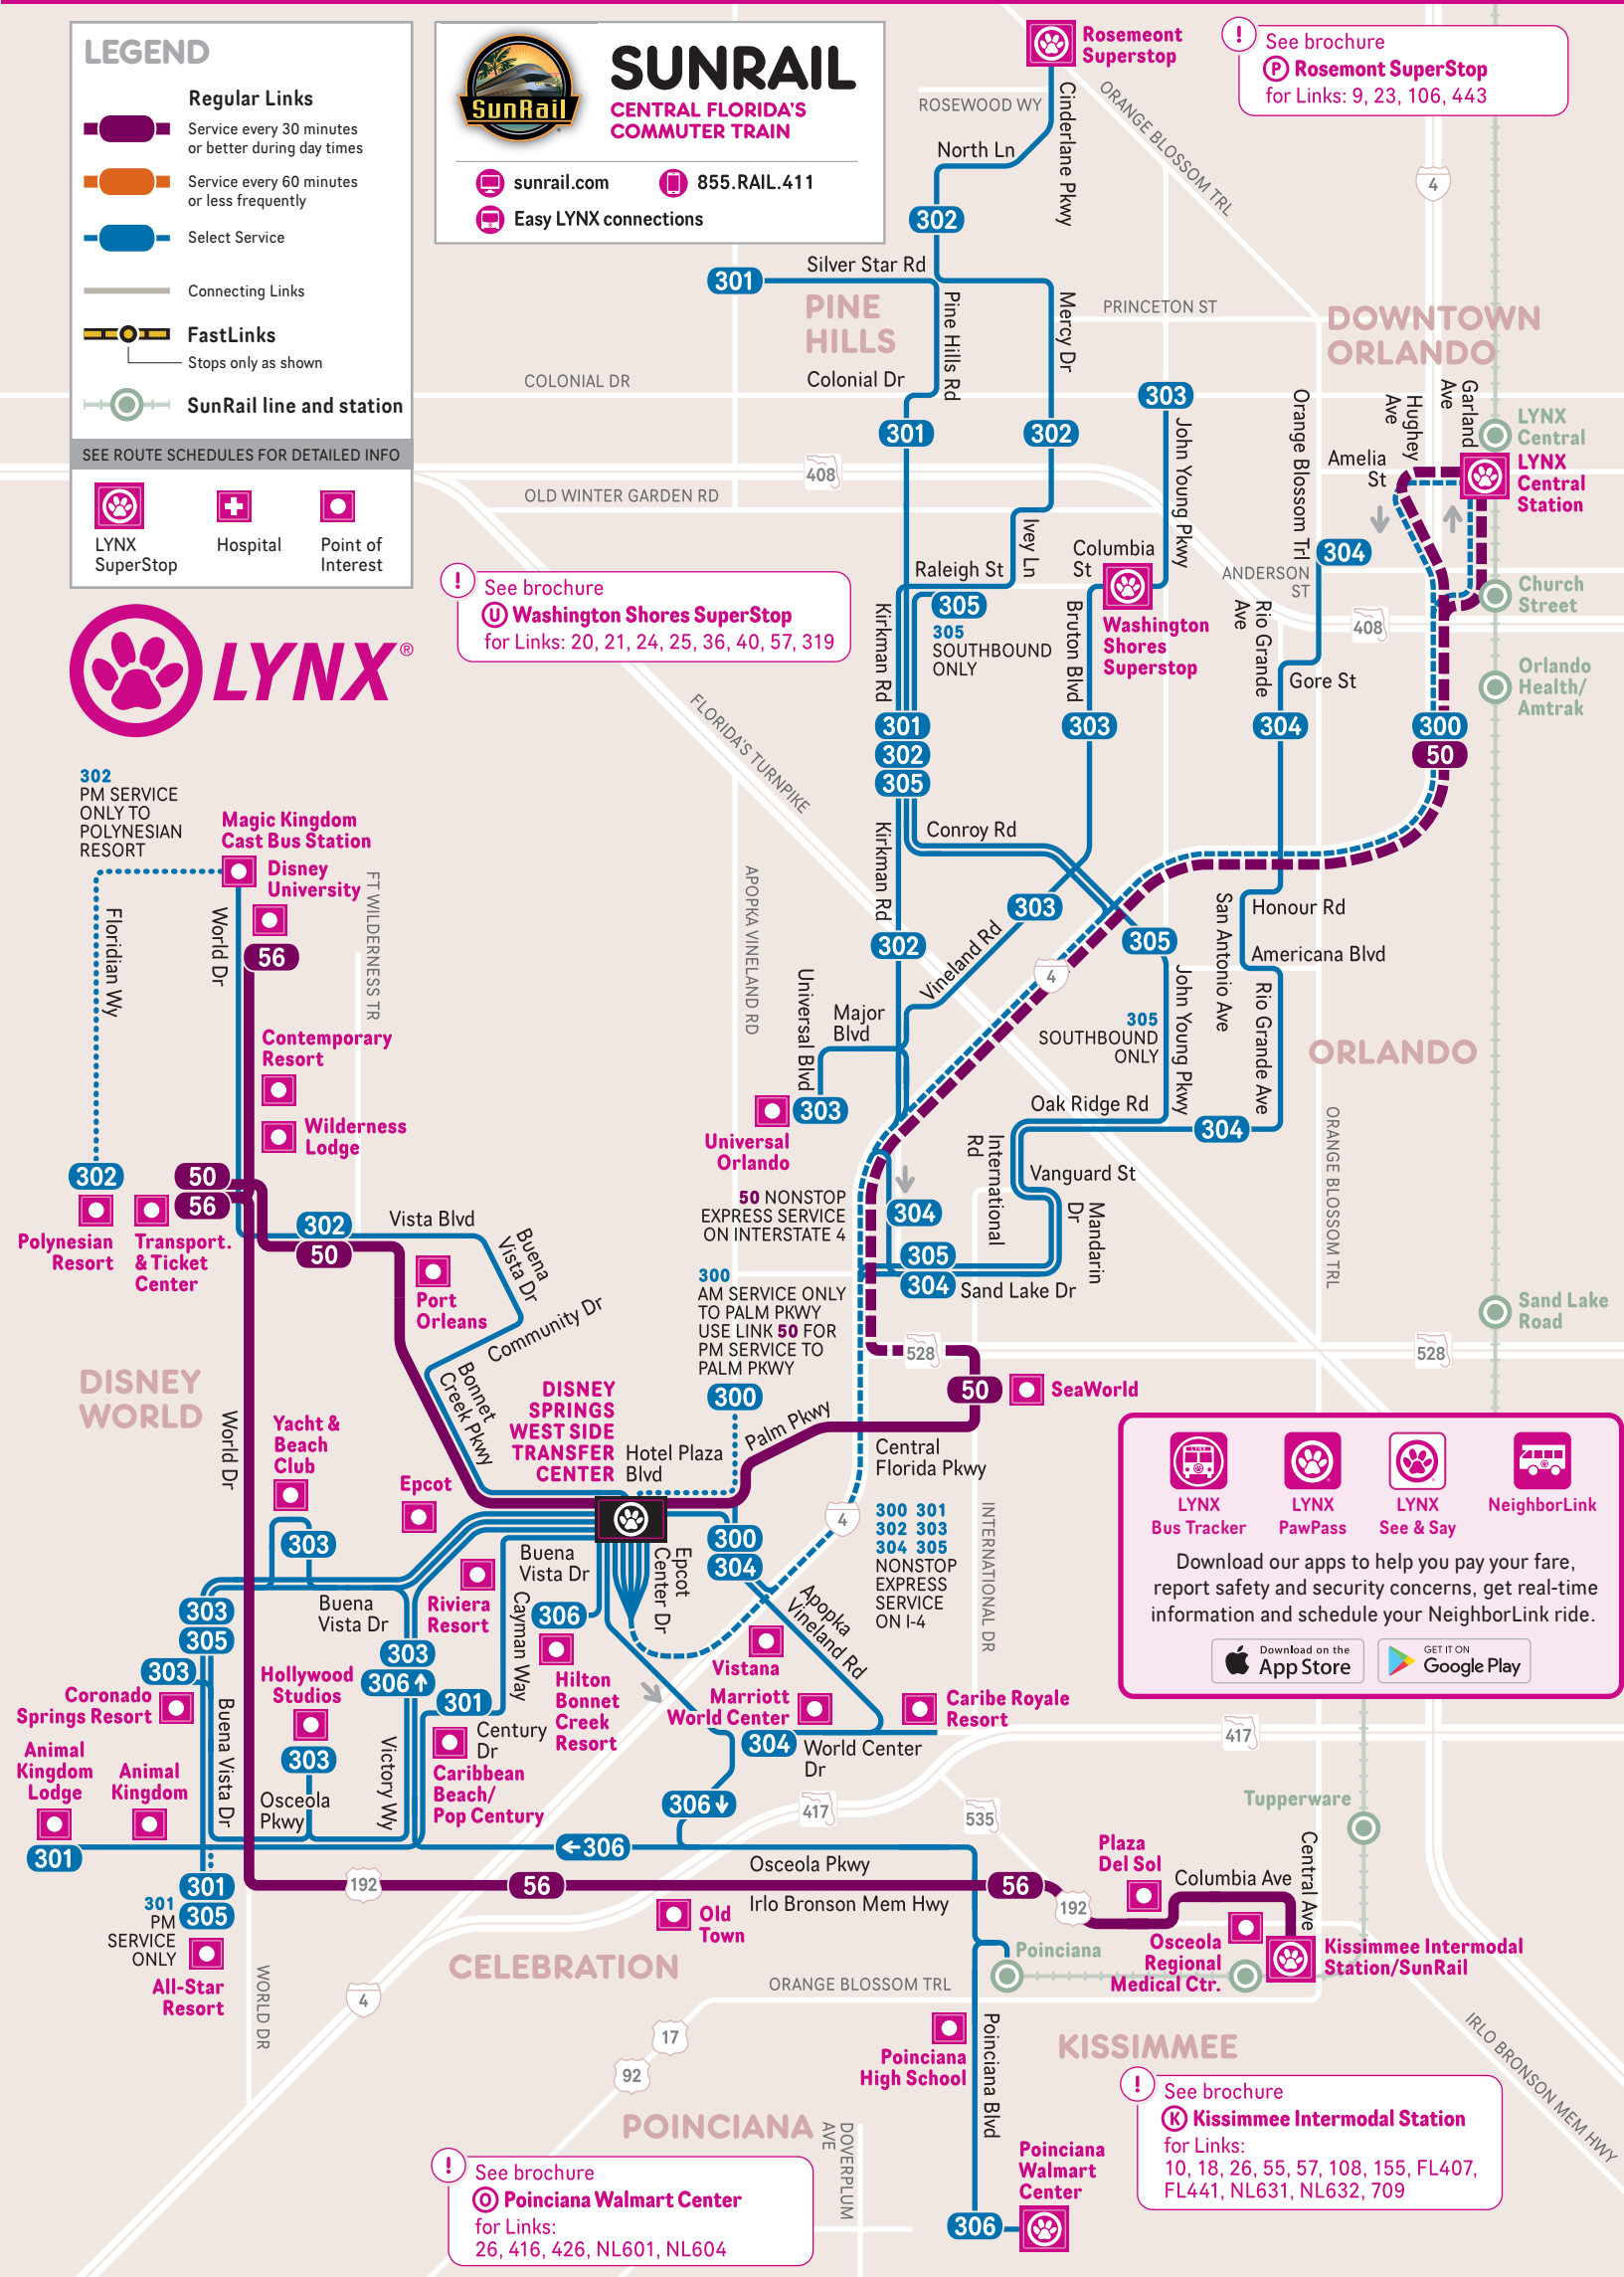 LEGEND
Regular Links
Service every 30 minutes
or better during day times
Service every 60 minutes
or less frequently
Select Service
Connecting Links
FastLinks
Stops only as shown
SunRail line and station
SEE ROUTE SCHEDULES FOR DETAILED INFO
LYNX
SuperStop
Hospital
Point of
Interest
SunRail
SUNRAIL
CENTRAL FLORIDA'S
COMMUTER TRAIN
sunrail.com
855.RAIL.411
Easy LYNX connections
Rosemeont
Superstop
! See brochure
P Rosemont SuperStop
for Links: 9, 23, 106, 443
ROSEWOOD WY
Cinderlane Pkwy
ORANGE BLOSSOM TRL
North Ln
302
4
Silver Star Rd
301
PINE
HILLS
Pine Hills Rd
Mercy Dr
PRINCETON ST
DOWNTOWN
ORLANDO
COLONIAL DR
Colonial Dr
303
301
302
John Young Pkwy
Orange Blossom Trl
Hughey
Ave
Garland
Ave
LYNX
Central
Amelia
St
LYNX
Central
Station
408
OLD WINTER GARDEN RD
Ivey Ln
Columbia
St
304
ANDERSON
ST
Raleigh St
305
305
SOUTHBOUND
ONLY
Church
Street
408
! See brochure
U Washington Shores SuperStop
for Links: 20, 21, 24, 25, 36, 40, 57, 319
Kirkman Rd
Bruton Blvd
Washington
Shores
Superstop
Rio Grande
Ave
Gore St
Orlando
Health/
Amtrak
LYNX®
FLORIDA'S TURNPIKE
301
302
305
303
304
300
50
302
PM SERVICE
ONLY TO
POLYNESIAN
RESORT
Magic Kingdom
Cast Bus Station
Disney
University
Floridian Wy
World Dr
FT WILDERNESS TR
56
APOPKA VINELAND RD
Kirkman Rd
Conroy Rd
303
305
302
Vineland Rd
4
San Antonio Ave
Honour Rd
Americana Blvd
Rio Grande Ave
Universal Blvd
Major
Blvd
305
SOUTHBOUND
ONLY
John Young Pkwy
ORLANDO
Contemporary
Resort
Wilderness
Lodge
303
Universal
Orlando
Oak Ridge Rd
304
International
Rd
Vanguard St
Mandarin
Dr
ORANGE BLOSSOM TRL
302
50
56
Polynesian
Resort
Transport.
& Ticket
Center
302
50
Vista Blvd
Buena
Vista Dr
50 NONSTOP
EXPRESS SERVICE
ON INTERSTATE 4
304
305
304
Sand Lake Dr
Port
Orleans
Community Dr
300
AM SERVICE ONLY
TO PALM PKWY
USE LINK 50 FOR
PM SERVICE TO
PALM PKWY
300
Sand Lake
Road
528
528
50
SeaWorld
DISNEY
WORLD
World Dr
Bonnet
Creek Pkwy
DISNEY
SPRINGS
WEST SIDE
TRANSFER
CENTER
Hotel Plaza
Blvd
Palm Pkwy
Central
Florida Pkwy
Yacht &
Beach
Club
Epcot
303
4
300 301
302 303
304 305
NONSTOP
EXPRESS
SERVICE
ON I-4
INTERNATIONAL DR
LYNX
Bus Tracker
LYNX
PawPass
LYNX
See & Say
NeighborLink
Download our apps to help you pay your fare,
report safety and security concerns, get real-time
information and schedule your NeighborLink ride.
Download on the
App Store
GET IT ON
Google Play
300
304
Buena
Vista Dr
Epcot
Center Dr
Cayman Way
306
Riviera
Resort
Buena
Vista Dr
303
305
303
306
303
Coronado
Springs Resort
Hollywood
Studios
301
Century
Dr
Hilton
Bonnet
Creek
Resort
Vistana
Apopka
Vineland Rd
Marriott
World Center
Caribe Royale
Resort
304
World Center
Dr
417
Animal
Kingdom
Lodge
Animal
Kingdom
Buena Vista Dr
303
Osceola
Pkwy
Victory Wy
Caribbean
Beach/
Pop Century
306
417
535
Tupperware
301
306
Osceola Pkwy
Plaza
Del Sol
Columbia Ave
Central Ave
301
305
301
PM
SERVICE
ONLY
192
56
56
192
Irlo Bronson Mem Hwy
Old
Town
All-Star
Resort
WORLD DR
CELEBRATION
4
Poinciana
Osceola
Regional
Medical Ctr.
Kissimmee Intermodal
Station/SunRail
ORANGE BLOSSOM TRL
17
92
Poinciana
High School
Poinciana Blvd
KISSIMMEE
IRLO BRONSON MEM HWY
POINCIANA
DOVERPLUM
AVE
! See brochure
K Kissimmee Intermodal Station
for Links:
10, 18, 26, 55, 57, 108, 155, FL407,
FL441, NL631, NL632, 709
! See brochure
O Poinciana Walmart Center
for Links:
26, 416, 426, NL601, NL604
Poinciana
Walmart
Center
306